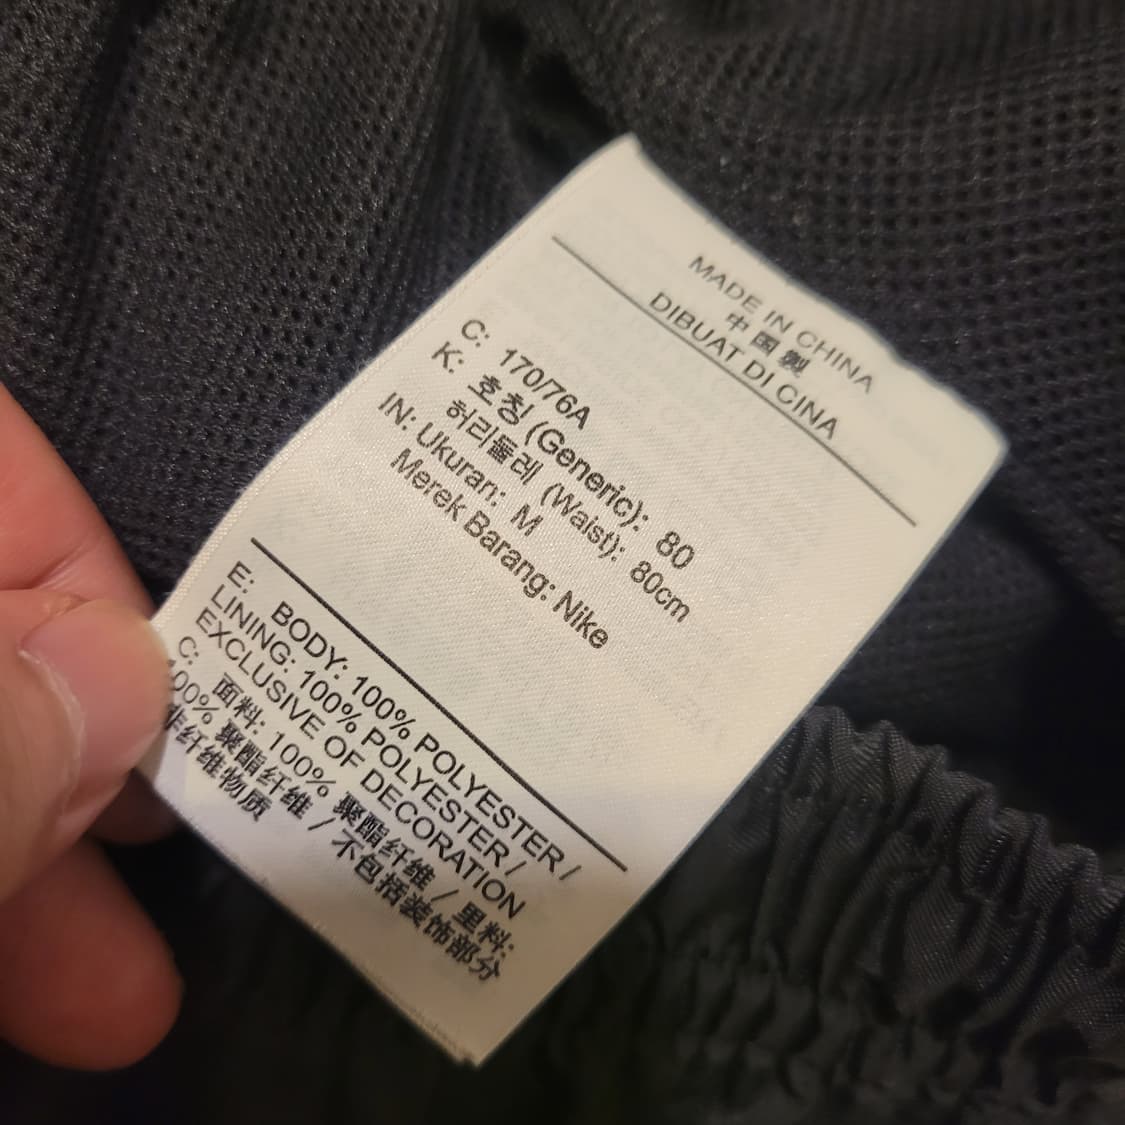 MADE IN CHINA
中国製
DIBUAT DI CINA
C: 170/76A
K: 호칭 (Generic): 80
허리둘레 (Waist): 80cm
IN: Ukuran: M
Merek Barang: Nike
E: BODY: 100% POLYESTER /
LINING: 100% POLYESTER /
EXCLUSIVE OF DECORATION
C: 面料: 100% 聚酯纤维 / 里料:
100% 聚酯纤维 / 不包括装饰部分
非纤维物质